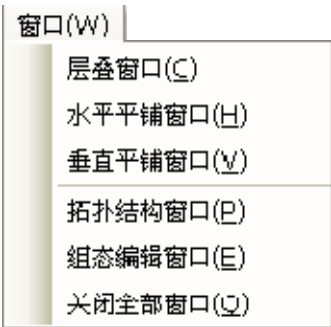 窗口(W)
层叠窗口(C)
水平平铺窗口(H)
垂直平铺窗口(V)
拓扑结构窗口(P)
组态编辑窗口(E)
关闭全部窗口(Q)